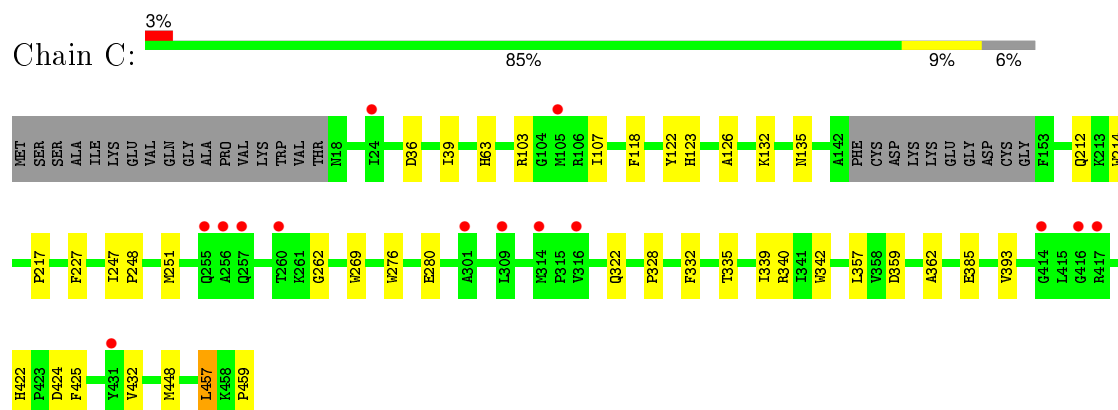 3%
Chain C:
85% 9% 6%
MET SER SER ALA ILE LYS GLU VAL GLN GLY ALA PRO VAL LYS TRP VAL THR N18 I24 D36 I39 H63 R103 G104 M105 R106 I107 F118 Y122 H123 A126 K132 N135 A142 PHE CYS ASP LYS LYS GLU GLY ASP CYS GLY F153 Q212 K213 W214
P217 F227 I247 P248 M251 Q255 A256 Q257 T260 K261 G262 W269 W276 E280 A301 L309 M314 P315 V316 Q322 P328 F332 T335 I339 R340 I341 W342 L357 V358 D359 A362 E385 V393 G414 L415 G416 R417
H422 P423 D424 F425 Y431 V432 M448 L457 K458 P459